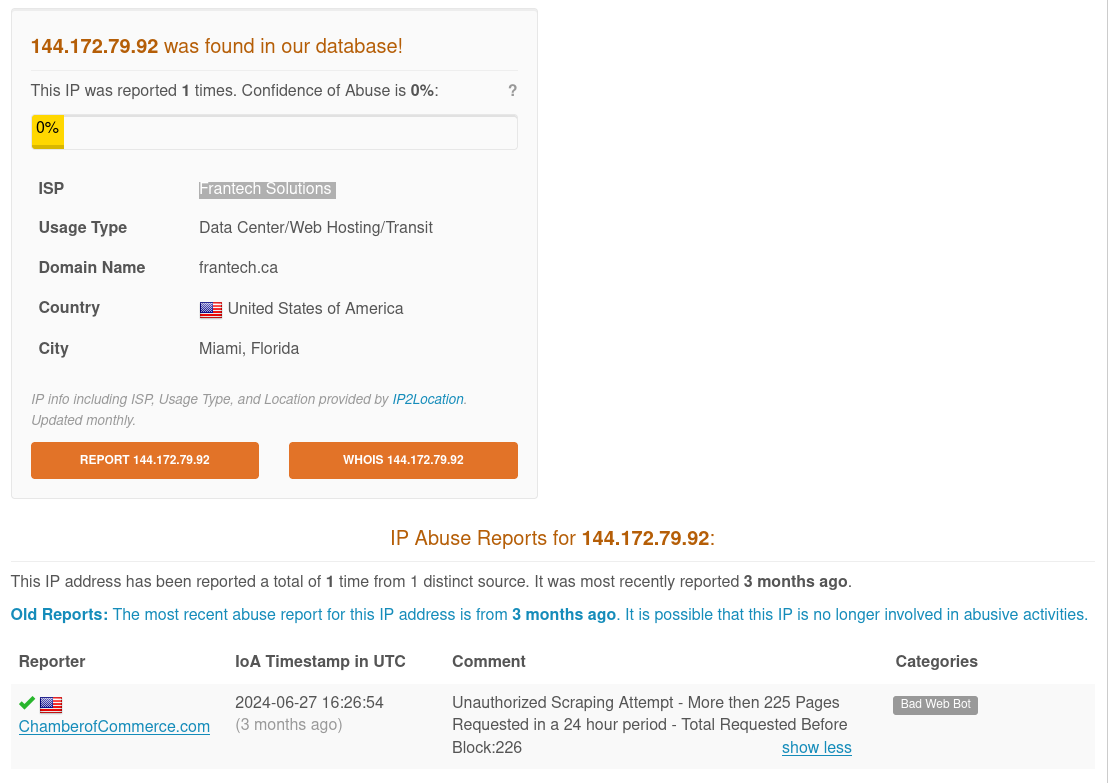 144.172.79.92 was found in our database!
This IP was reported 1 times. Confidence of Abuse is 0%: ?
0%
ISP Frantech Solutions
Usage Type Data Center/Web Hosting/Transit
Domain Name frantech.ca
Country United States of America
City Miami, Florida
IP info including ISP, Usage Type, and Location provided by IP2Location.
Updated monthly.
REPORT 144.172.79.92 WHOIS 144.172.79.92
IP Abuse Reports for 144.172.79.92:
This IP address has been reported a total of 1 time from 1 distinct source. It was most recently reported 3 months ago.
Old Reports: The most recent abuse report for this IP address is from 3 months ago. It is possible that this IP is no longer involved in abusive activities.
Reporter IoA Timestamp in UTC Comment Categories
2024-06-27 16:26:54 Unauthorized Scraping Attempt - More then 225 Pages Bad Web Bot
ChamberofCommerce.com (3 months ago) Requested in a 24 hour period - Total Requested Before
Block:226 show less